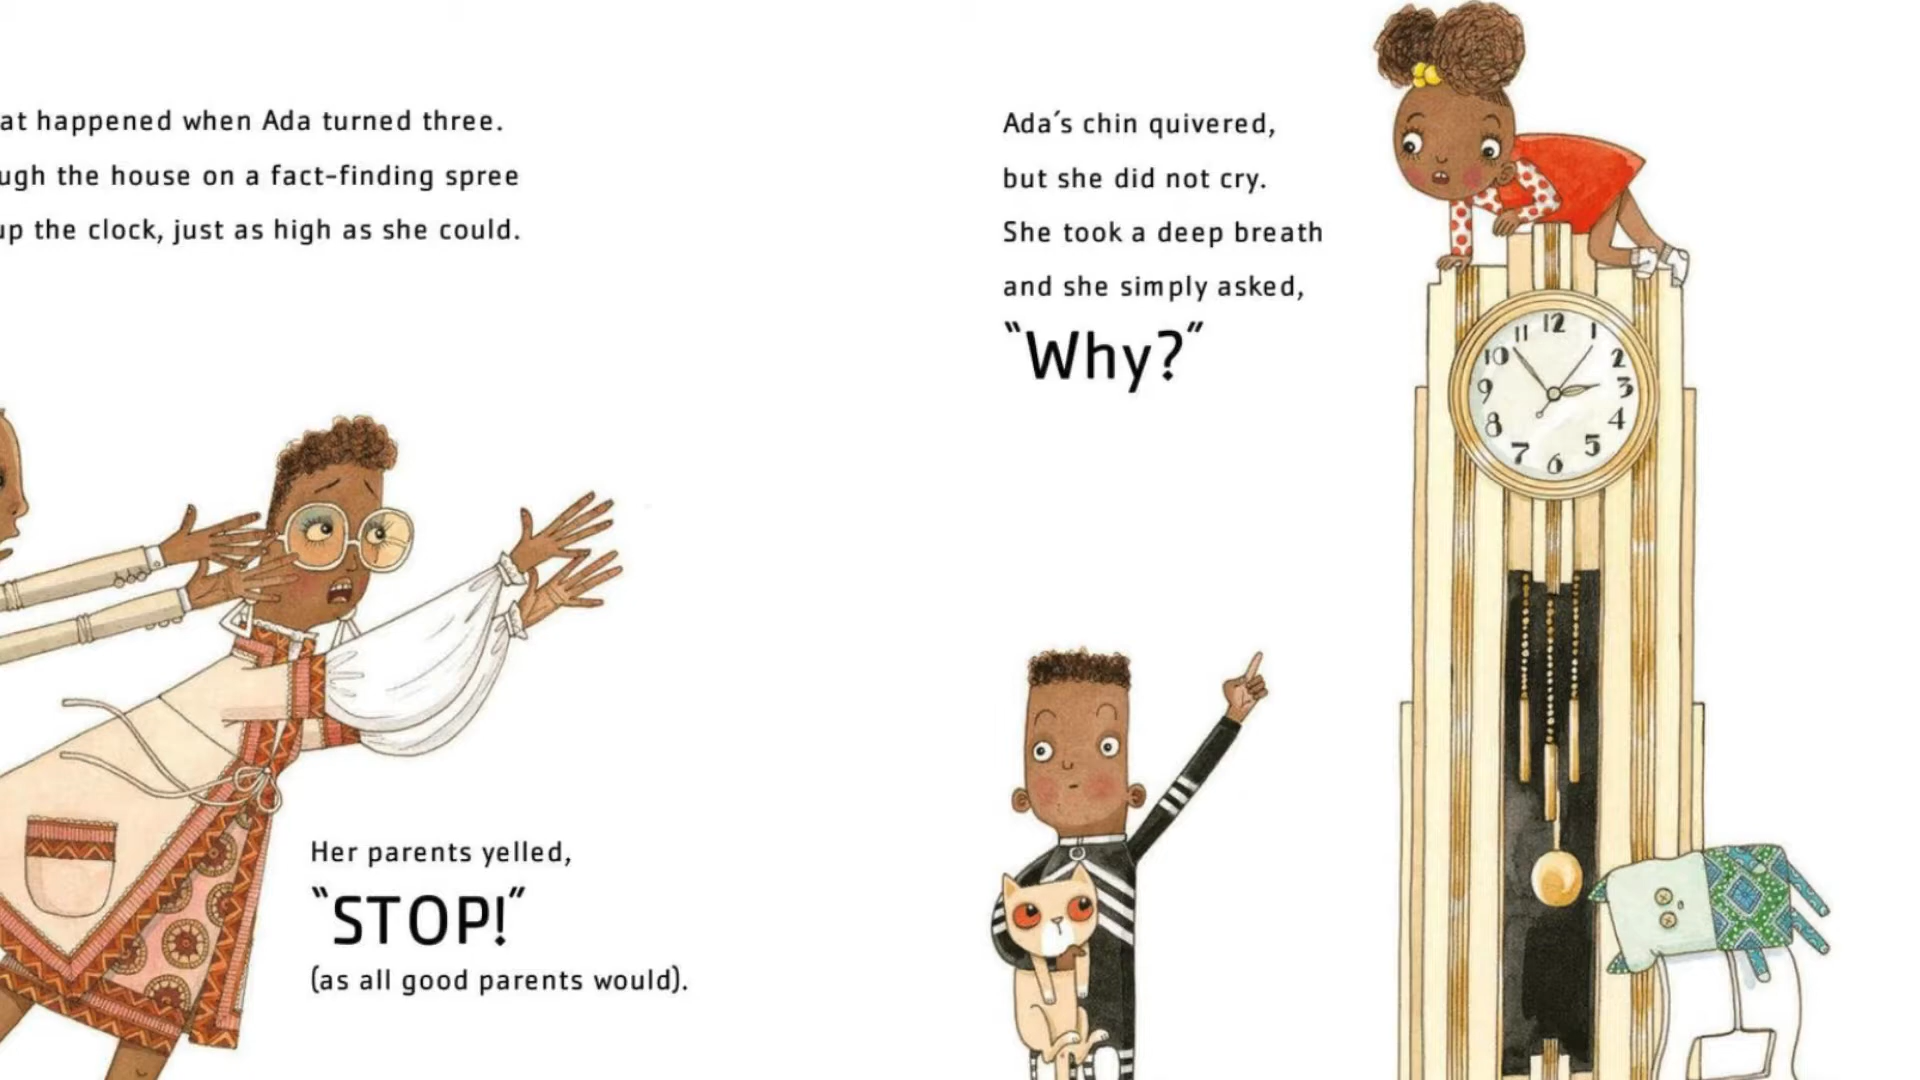 at happened when Ada turned three.
ugh the house on a fact-finding spree
up the clock, just as high as she could.
Her parents yelled,
"STOP!"
(as all good parents would).
Ada's chin quivered,
but she did not cry.
She took a deep breath
and she simply asked,
"Why?"
12
1
2
3
4
5
6
7
8
9
10
11